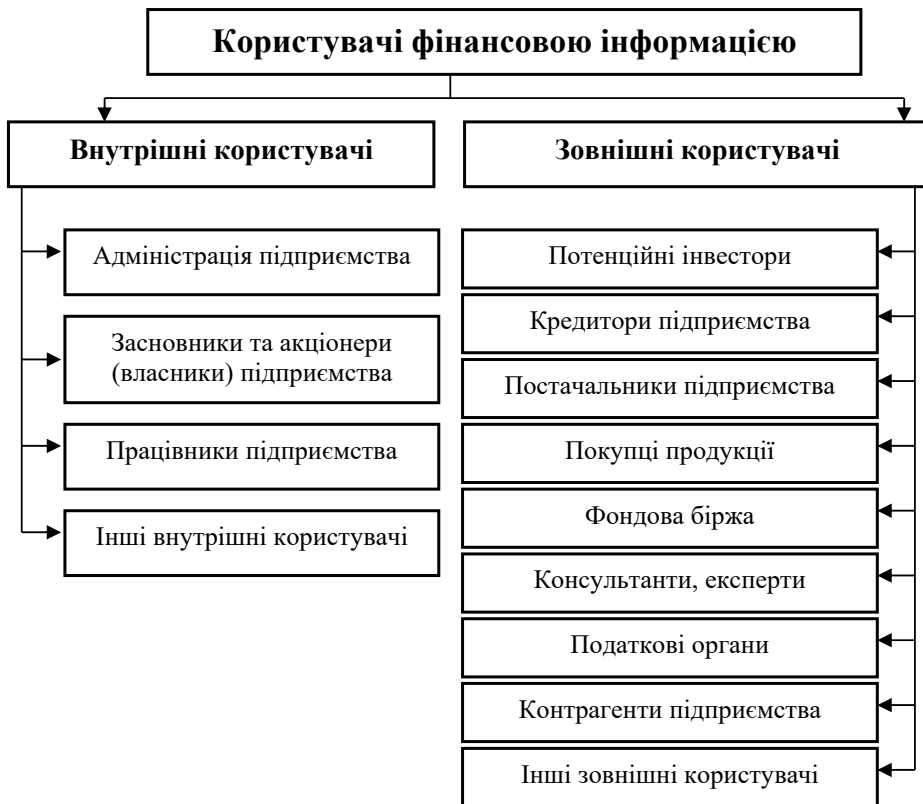 Користувачі фінансовою інформацією
Внутрішні користувачі
Адміністрація підприємства
Засновники та акціонери
(власники) підприємства
Працівники підприємства
Інші внутрішні користувачі
Зовнішні користувачі
Потенційні інвестори
Кредитори підприємства
Постачальники підприємства
Покупці продукції
Фондова біржа
Консультанти, експерти
Податкові органи
Контрагенти підприємства
Інші зовнішні користувачі